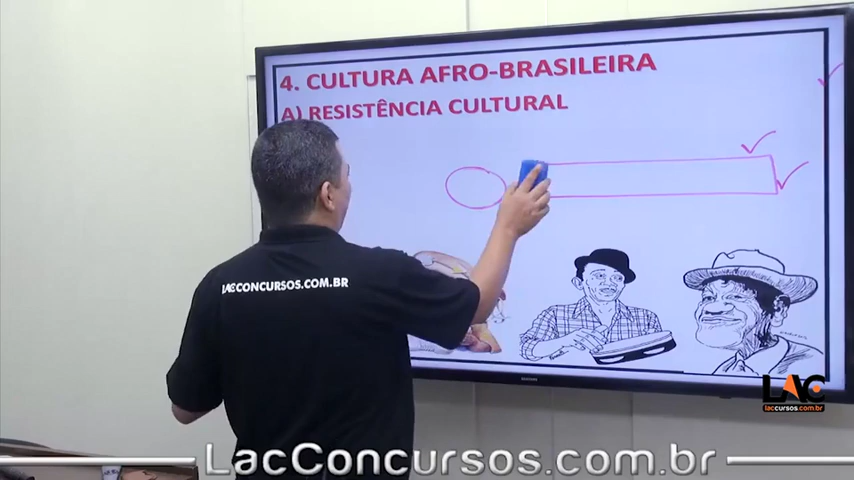 4. CULTURA AFRO-BRASILEIRA
A) RESISTÊNCIA CULTURAL
LACCONCURSOS.COM.BR
LAC
laccursos.com.br
LacConcursos.com.br